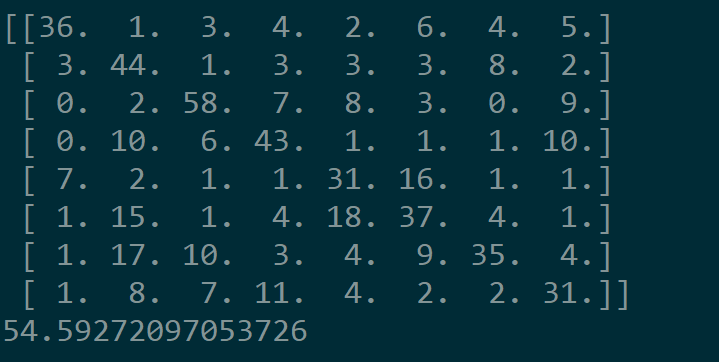 [[36. 1. 3. 4. 2. 6. 4. 5.]
[ 3. 44. 1. 3. 3. 3. 8. 2.]
[ 0. 2. 58. 7. 8. 3. 0. 9.]
[ 0. 10. 6. 43. 1. 1. 1. 10.]
[ 7. 2. 1. 1. 31. 16. 1. 1.]
[ 1. 15. 1. 4. 18. 37. 4. 1.]
[ 1. 17. 10. 3. 4. 9. 35. 4.]
[ 1. 8. 7. 11. 4. 2. 2. 31.]]
54.59272097053726